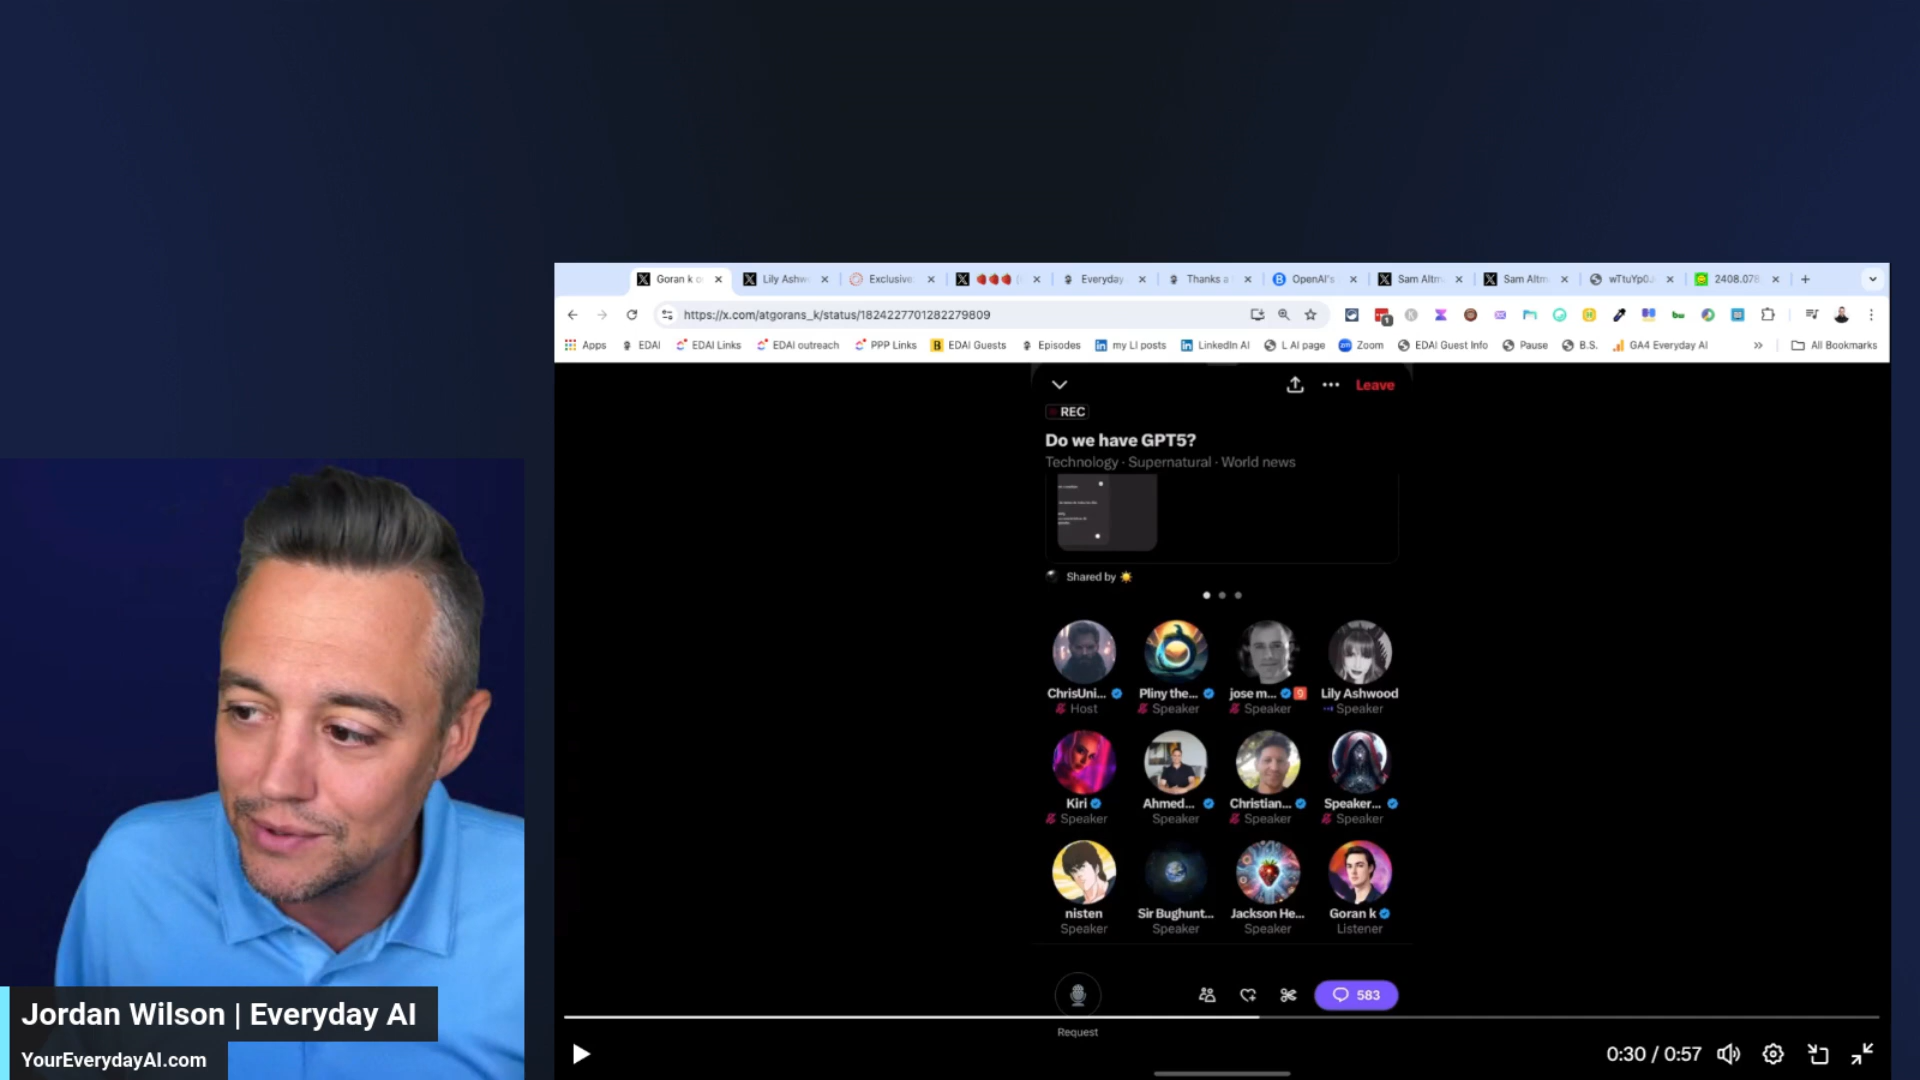 Goran k o
Lily Ashw
Exclusive
Everyday
Thanks a
OpenAI's
Sam Altm
Sam Altm
wTtuYp0
2408.078
https://x.com/atgorans_k/status/1824227701282279809
Apps
EDAI
EDAI Links
EDAI outreach
PPP Links
EDAI Guests
Episodes
my LI posts
LinkedIn AI
L AI page
Zoom
EDAI Guest Info
Pause
B.S.
GA4 Everyday AI
All Bookmarks
Leave
REC
Do we have GPT5?
Technology · Supernatural · World news
Shared by ☀️
ChrisUni...
Host
Pliny the...
Speaker
jose m...
Speaker
Lily Ashwood
Speaker
Kiri
Speaker
Ahmed...
Speaker
Christian...
Speaker
Speaker...
Speaker
nisten
Speaker
Sir Bughunt...
Speaker
Jackson He...
Speaker
Goran k
Listener
583
Request
0:30 / 0:57
Jordan Wilson | Everyday AI
YourEverydayAI.com